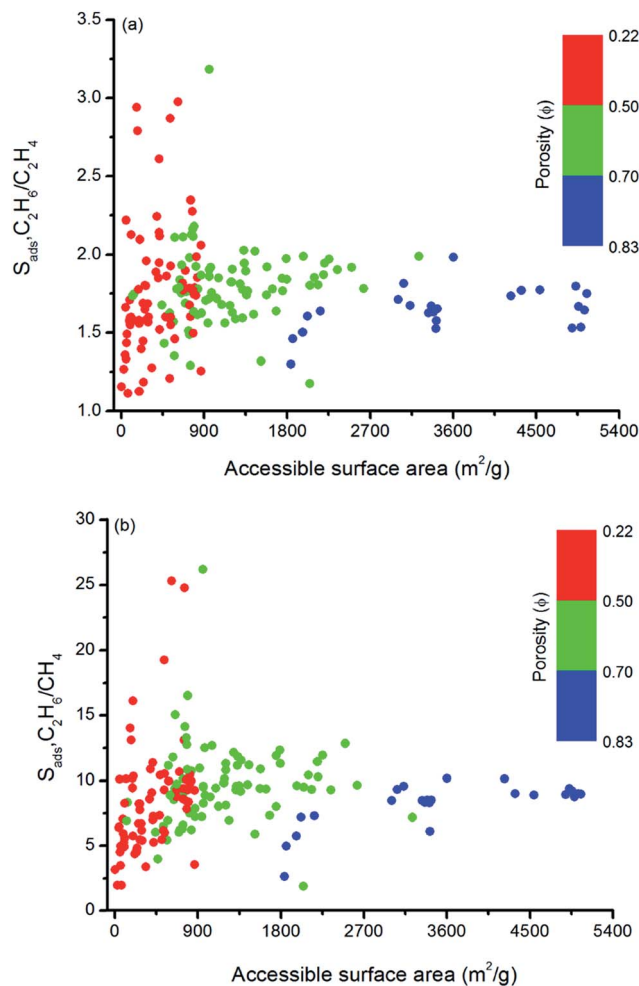 (a)
S_ads,C₂H₆/C₂H₄
3.5
3.0
2.5
2.0
1.5
1.0
0 900 1800 2700 3600 4500 5400
Accessible surface area (m²/g)
Porosity (ϕ)
0.22
0.50
0.70
0.83
(b)
S_ads,C₂H₆/CH₄
30
25
20
15
10
5
0
0 900 1800 2700 3600 4500 5400
Accessible surface area (m²/g)
Porosity (ϕ)
0.22
0.50
0.70
0.83